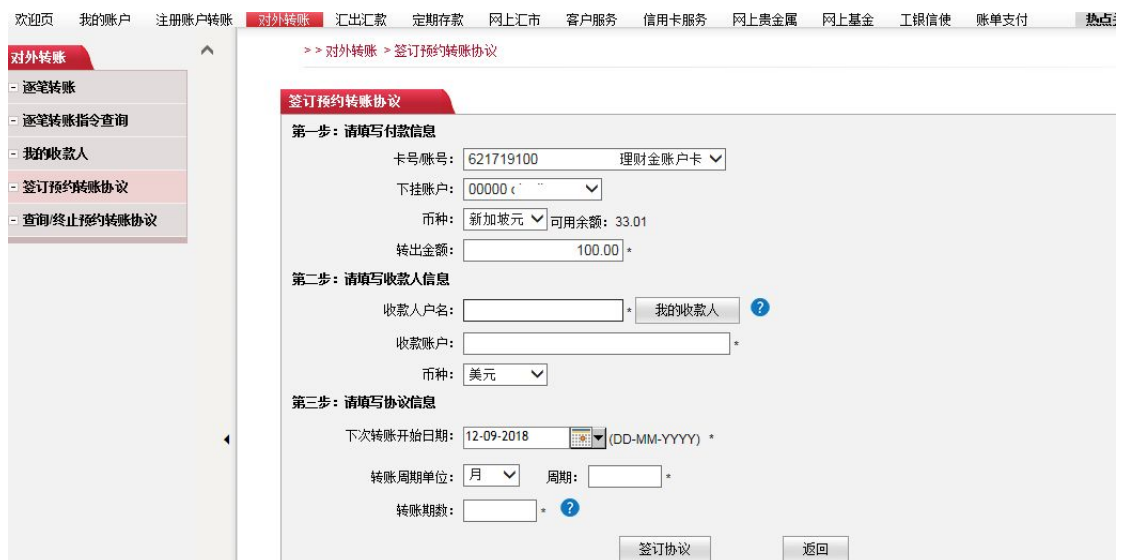 欢迎页 我的账户 注册账户转账 对外转账 汇出汇款 定期存款 网上汇市 客户服务 信用卡服务 网上贵金属 网上基金 工银信使 账单支付 热点
对外转账
逐笔转账
逐笔转账指令查询
我的收款人
签订预约转账协议
查询/终止预约转账协议
> > 对外转账 > 签订预约转账协议
签订预约转账协议
第一步：请填写付款信息
卡号/账号： 621719100 理财金账户卡
下挂账户： 00000
币种： 新加坡元 可用余额：33.01
转出金额： 100.00 *
第二步：请填写收款人信息
收款人户名： * 我的收款人 ?
收款账户： *
币种： 美元
第三步：请填写协议信息
下次转账开始日期： 12-09-2018 (DD-MM-YYYY) *
转账周期单位： 月 周期： *
转账期数： * ?
签订协议 返回